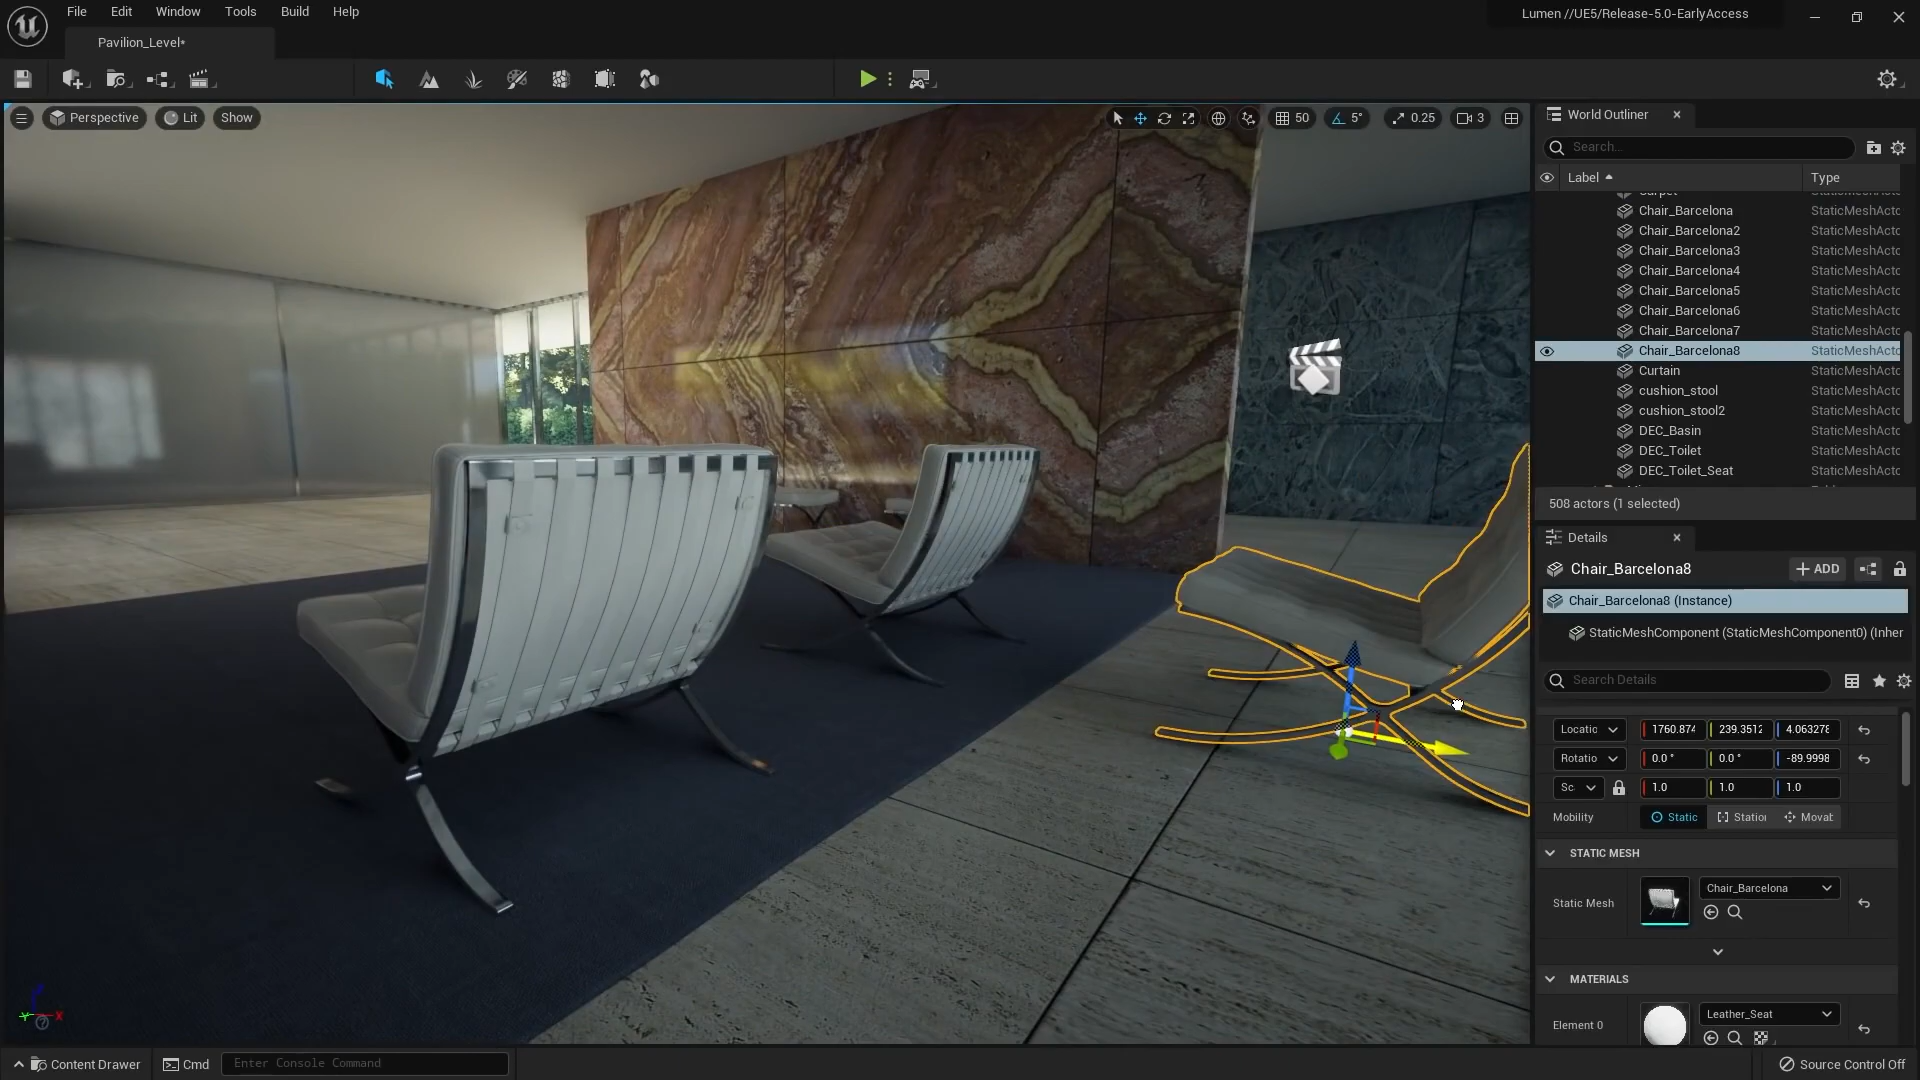 File Edit Window Tools Build Help
Lumen //UE5/Release-5.0-EarlyAccess
Pavilion_Level*
Perspective Lit Show
50 5° 0.25 3
World Outliner
Search...
Label Type
Chair_Barcelona StaticMeshActo
Chair_Barcelona2 StaticMeshActo
Chair_Barcelona3 StaticMeshActo
Chair_Barcelona4 StaticMeshActo
Chair_Barcelona5 StaticMeshActo
Chair_Barcelona6 StaticMeshActo
Chair_Barcelona7 StaticMeshActo
Chair_Barcelona8 StaticMeshActo
Curtain StaticMeshActo
cushion_stool StaticMeshActo
cushion_stool2 StaticMeshActo
DEC_Basin StaticMeshActo
DEC_Toilet StaticMeshActo
DEC_Toilet_Seat StaticMeshActo
508 actors (1 selected)
Details
Chair_Barcelona8 + ADD
Chair_Barcelona8 (Instance)
StaticMeshComponent (StaticMeshComponent0) (Inher
Search Details
Locatic 1760.874 239.3512 4.063278
Rotatio 0.0 ° 0.0 ° -89.9998
Sc 1.0 1.0 1.0
Mobility Static Station Movab
STATIC MESH
Static Mesh Chair_Barcelona
MATERIALS
Element 0 Leather_Seat
Content Drawer Cmd Enter Console Command
Source Control Off